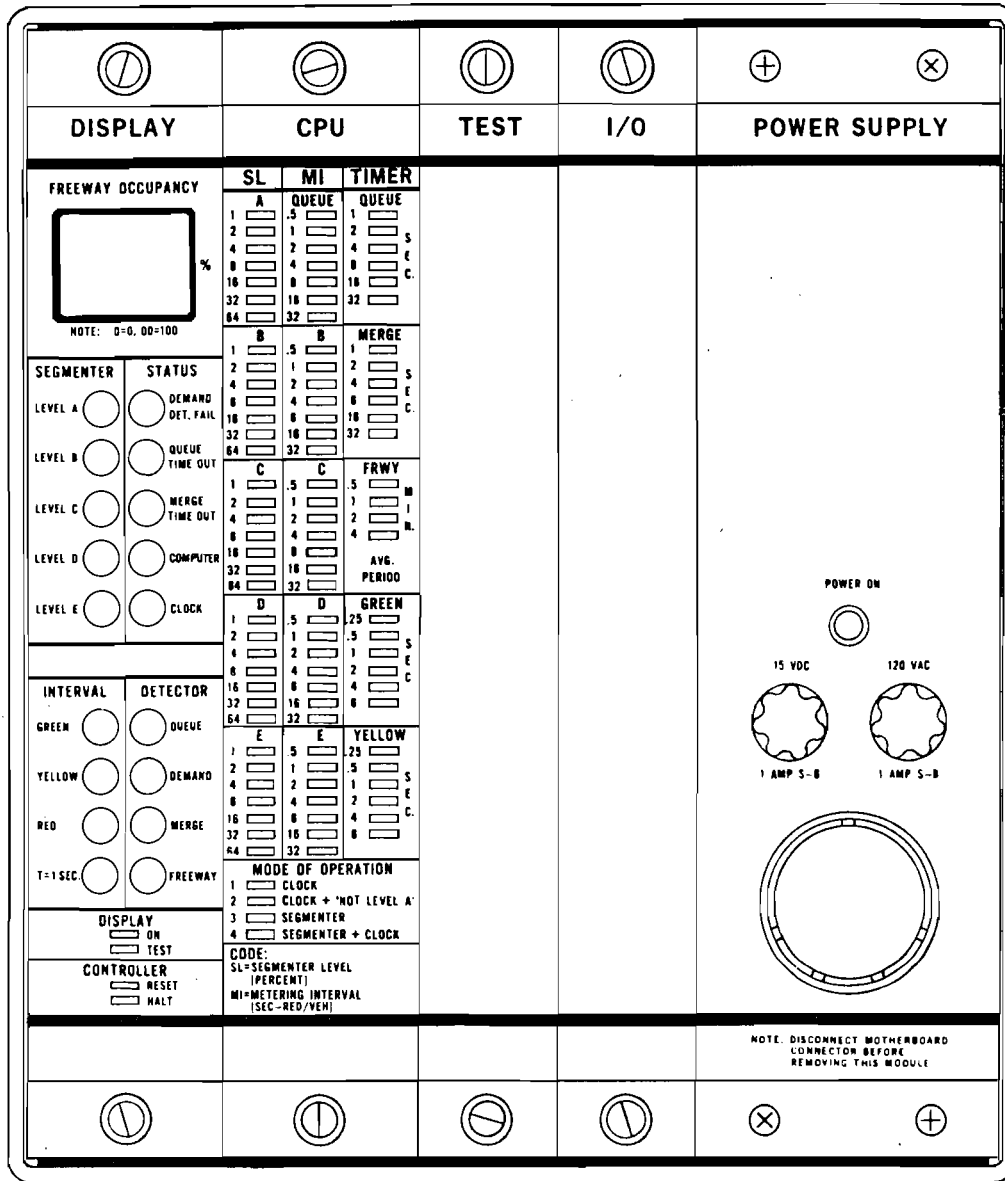 DISPLAY
CPU
TEST
I/O
POWER SUPPLY
FREEWAY OCCUPANCY
%
NOTE: 0=0, 00=100
SEGMENTER
STATUS
LEVEL A
DEMAND
DET. FAIL
LEVEL B
QUEUE
TIME OUT
LEVEL C
MERGE
TIME OUT
LEVEL D
COMPUTER
LEVEL E
CLOCK
INTERVAL
DETECTOR
GREEN
QUEUE
YELLOW
DEMAND
RED
MERGE
T=1 SEC.
FREEWAY
DISPLAY
ON
TEST
CONTROLLER
RESET
HALT
SL
MI
TIMER
A
1
2
4
8
16
32
64
QUEUE
.5
1
2
4
8
16
32
QUEUE
1
2
4
8
16
32
SEC.
B
1
2
4
8
16
32
64
B
.5
1
2
4
8
16
32
MERGE
1
2
4
8
16
32
SEC.
C
1
2
4
8
16
32
64
C
.5
1
2
4
8
16
32
FRWY
.5
1
2
4
MIN.
AVG.
PERIOD
D
1
2
4
8
16
32
64
D
.5
1
2
4
8
16
32
GREEN
.25
.5
1
2
4
8
SEC
E
1
2
4
8
16
32
64
E
.5
1
2
4
8
16
32
YELLOW
.25
.5
1
2
4
8
SEC.
MODE OF OPERATION
1 CLOCK
2 CLOCK + 'NOT LEVEL A'
3 SEGMENTER
4 SEGMENTER + CLOCK
CODE:
SL=SEGMENTER LEVEL
(PERCENT)
MI=METERING INTERVAL
(SEC-RED/VEH)
POWER ON
15 VDC
120 VAC
1 AMP S-B
1 AMP S-B
NOTE: DISCONNECT MOTHERBOARD
CONNECTOR BEFORE
REMOVING THIS MODULE